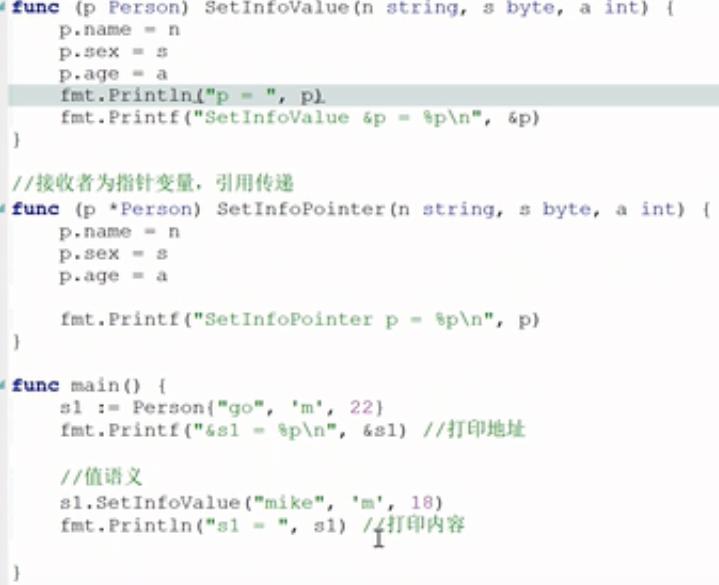 func (p Person) SetInfoValue(n string, s byte, a int) {
    p.name = n
    p.sex = s
    p.age = a
    fmt.Println("p = ", p)
    fmt.Printf("SetInfoValue &p = %p\n", &p)
}
//接收者为指针变量，引用传递
func (p *Person) SetInfoPointer(n string, s byte, a int) {
    p.name = n
    p.sex = s
    p.age = a
    fmt.Printf("SetInfoPointer p = %p\n", p)
}
func main() {
    s1 := Person{"go", 'm', 22}
    fmt.Printf("&s1 = %p\n", &s1) //打印地址
    //值语义
    s1.SetInfoValue("mike", 'm', 18)
    fmt.Println("s1 = ", s1) //打印内容
}